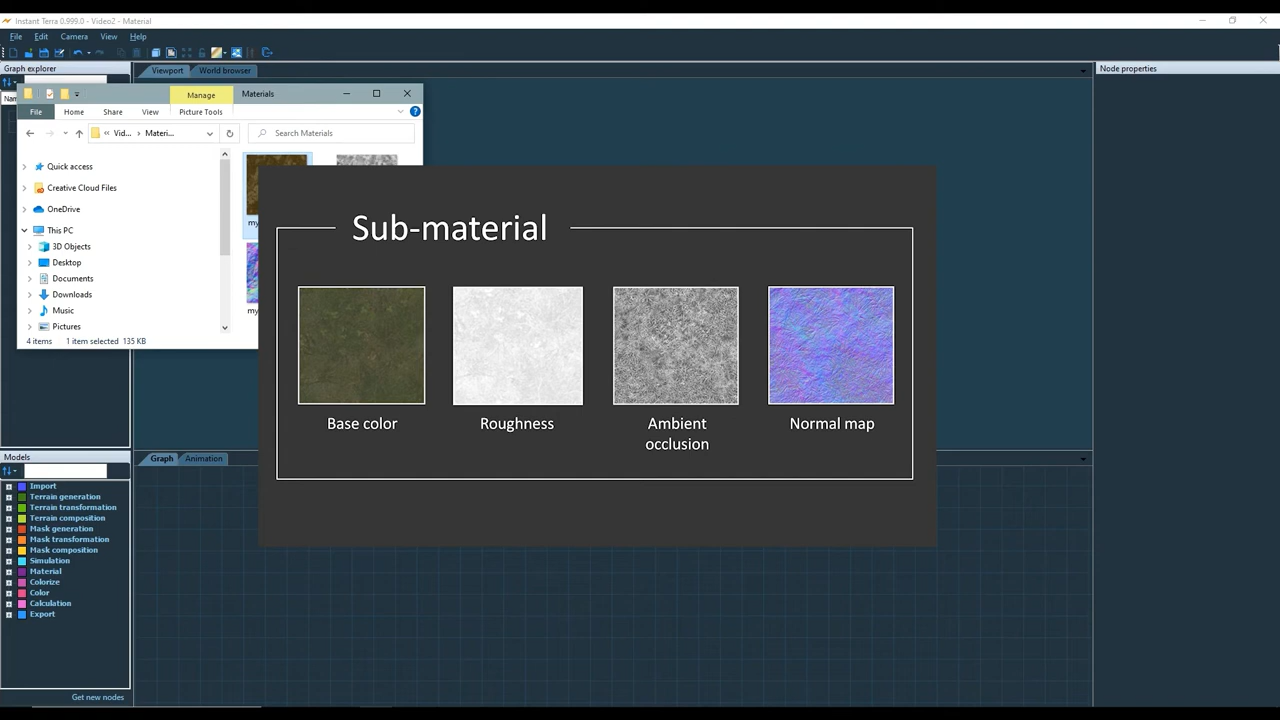 Instant Terra 0.999.0 - Video2 - Material
File Edit Camera View Help
Graph explorer
Viewport World browser
Node properties
Manage Materials
File Home Share View Picture Tools
« Vid... › Materi...
Search Materials
Quick access
Creative Cloud Files
OneDrive
This PC
3D Objects
Desktop
Documents
Downloads
Music
Pictures
4 items 1 item selected 135 KB
Sub-material
Base color
Roughness
Ambient
occlusion
Normal map
Models
Graph Animation
Import
Terrain generation
Terrain transformation
Terrain composition
Mask generation
Mask transformation
Mask composition
Simulation
Material
Colorize
Color
Calculation
Export
Get new nodes